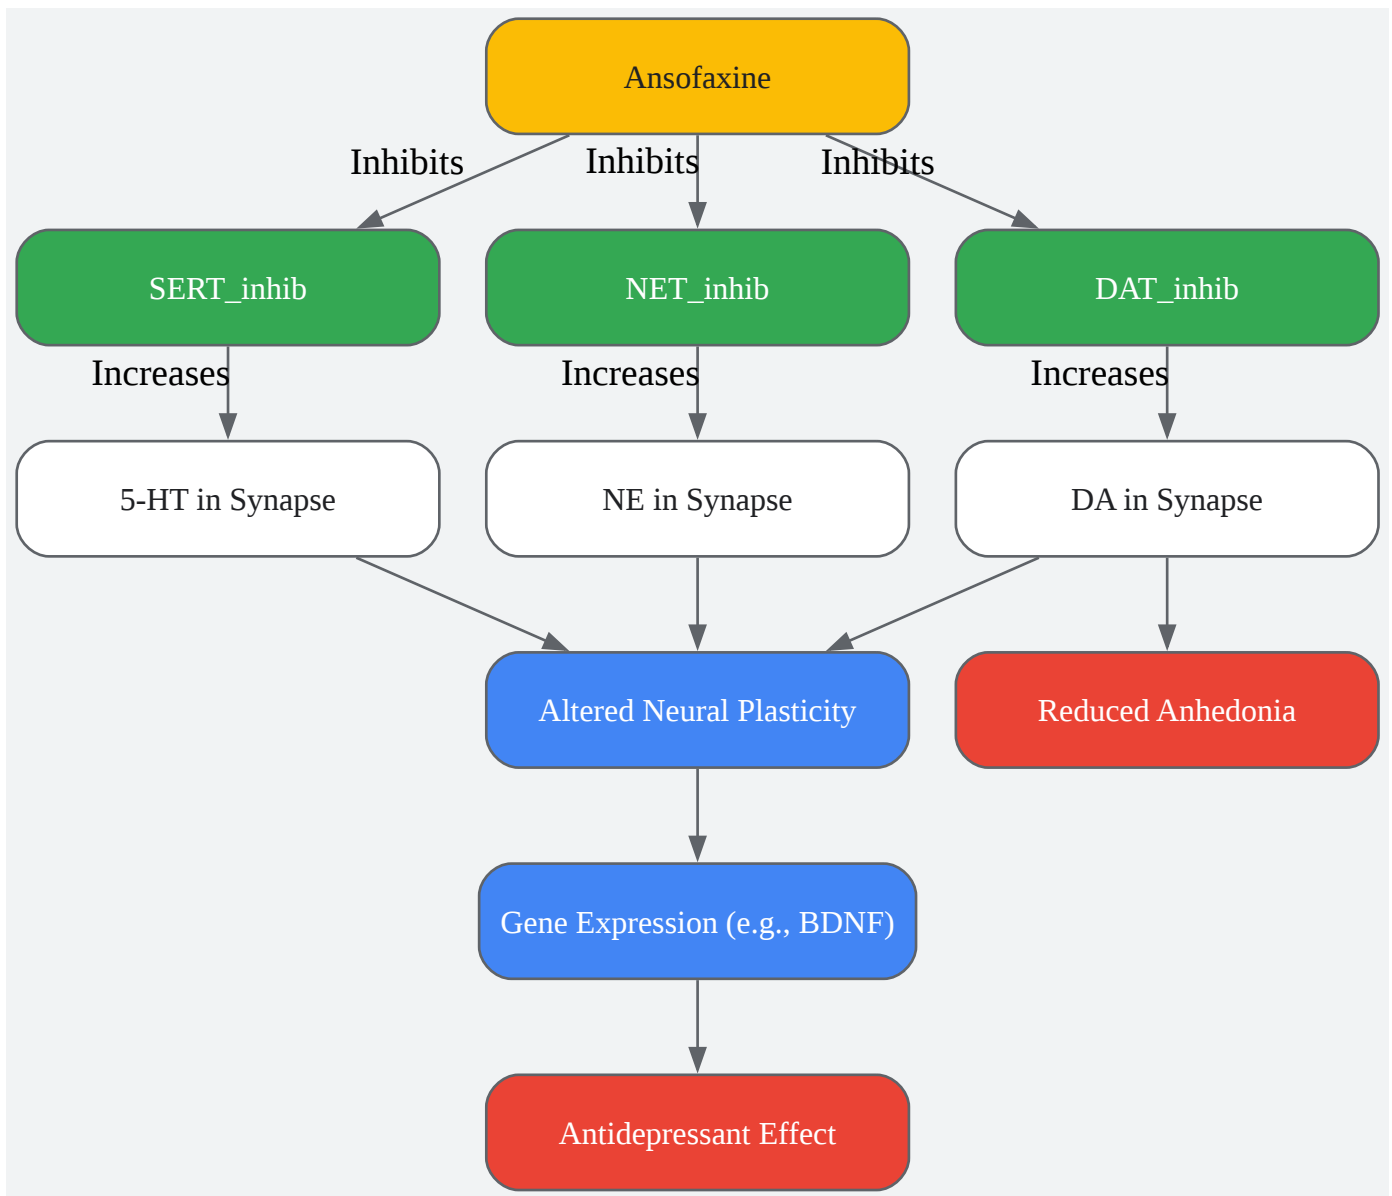 Ansofaxine
Inhibits
Inhibits
Inhibits
SERT_inhib
NET_inhib
DAT_inhib
Increases
Increases
Increases
5-HT in Synapse
NE in Synapse
DA in Synapse
Altered Neural Plasticity
Reduced Anhedonia
Gene Expression (e.g., BDNF)
Antidepressant Effect